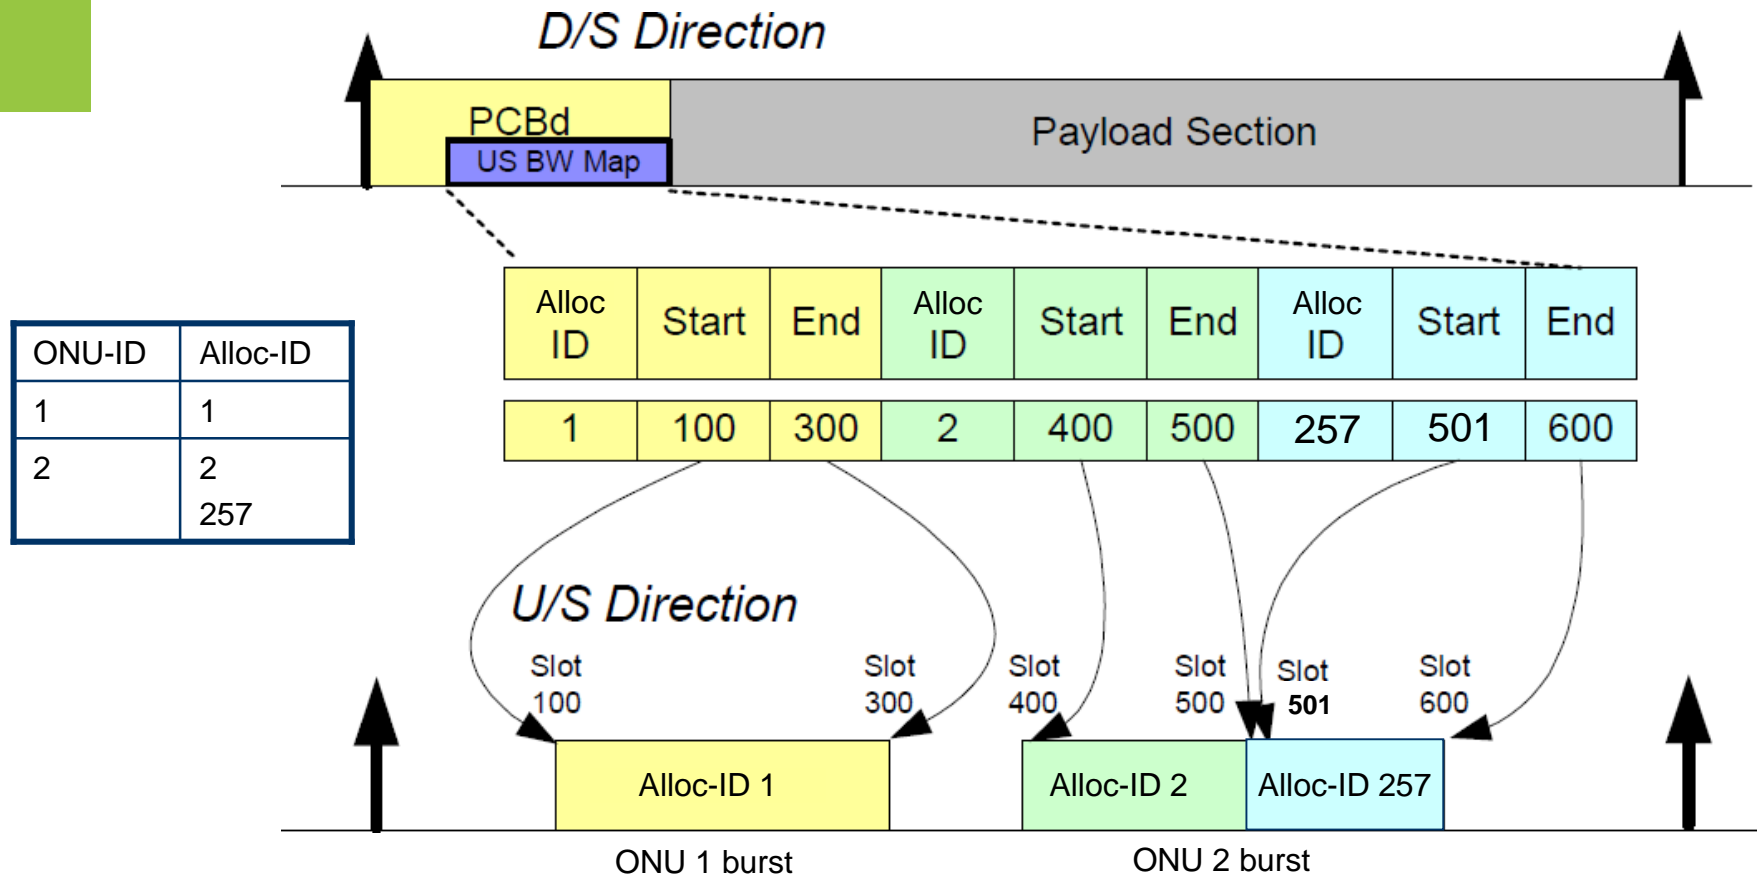 D/S Direction
PCBd
US BW Map
Payload Section
Alloc ID Start End Alloc ID Start End Alloc ID Start End
1 100 300 2 400 500 257 501 600
ONU-ID Alloc-ID
1 1
2 2
257
U/S Direction
Slot 100
Slot 300
Slot 400
Slot 500
Slot 501
Slot 600
Alloc-ID 1
Alloc-ID 2
Alloc-ID 257
ONU 1 burst
ONU 2 burst